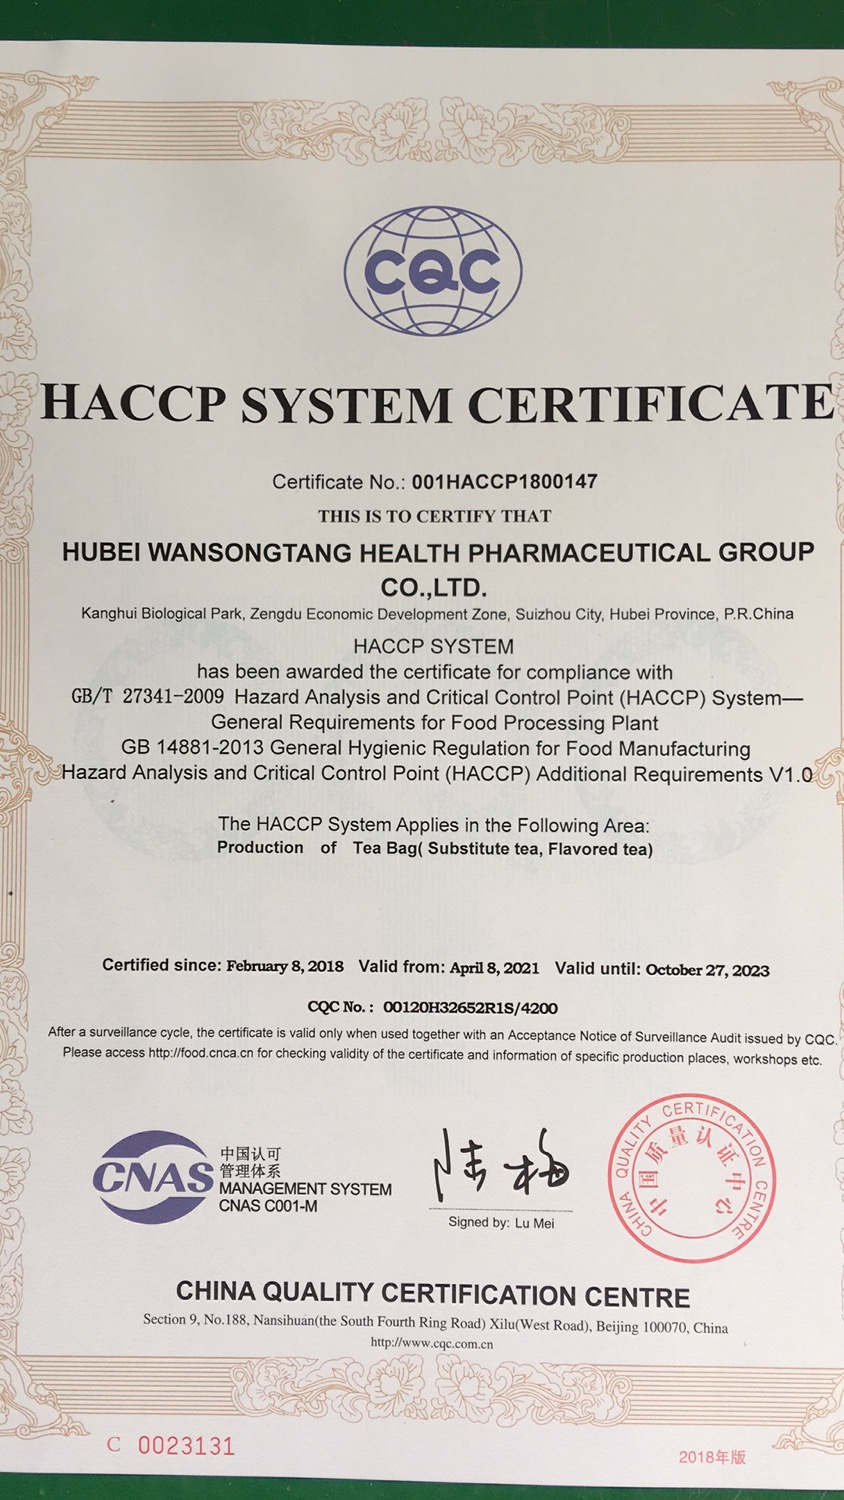 CQC
HACCP SYSTEM CERTIFICATE
Certificate No.: 001HACCP1800147
THIS IS TO CERTIFY THAT
HUBEI WANSONGTANG HEALTH PHARMACEUTICAL GROUP
CO.,LTD.
Kanghui Biological Park, Zengdu Economic Development Zone, Suizhou City, Hubei Province, P.R.China
HACCP SYSTEM
has been awarded the certificate for compliance with
GB/T 27341-2009 Hazard Analysis and Critical Control Point (HACCP) System—
General Requirements for Food Processing Plant
GB 14881-2013 General Hygienic Regulation for Food Manufacturing
Hazard Analysis and Critical Control Point (HACCP) Additional Requirements V1.0
The HACCP System Applies in the Following Area:
Production of Tea Bag( Substitute tea, Flavored tea)
Certified since: February 8, 2018 Valid from: April 8, 2021 Valid until: October 27, 2023
CQC No. : 00120H32652R1S/4200
After a surveillance cycle, the certificate is valid only when used together with an Acceptance Notice of Surveillance Audit issued by CQC.
Please access http://food.cnca.cn for checking validity of the certificate and information of specific production places, workshops etc.
CNAS
中国认可
管理体系
MANAGEMENT SYSTEM
CNAS C001-M
陆梅
Signed by: Lu Mei
CHINA QUALITY CERTIFICATION CENTRE
中国质量认证中心
CHINA QUALITY CERTIFICATION CENTRE
Section 9, No.188, Nansihuan(the South Fourth Ring Road) Xilu(West Road), Beijing 100070, China
http://www.cqc.com.cn
C 0023131
2018年版